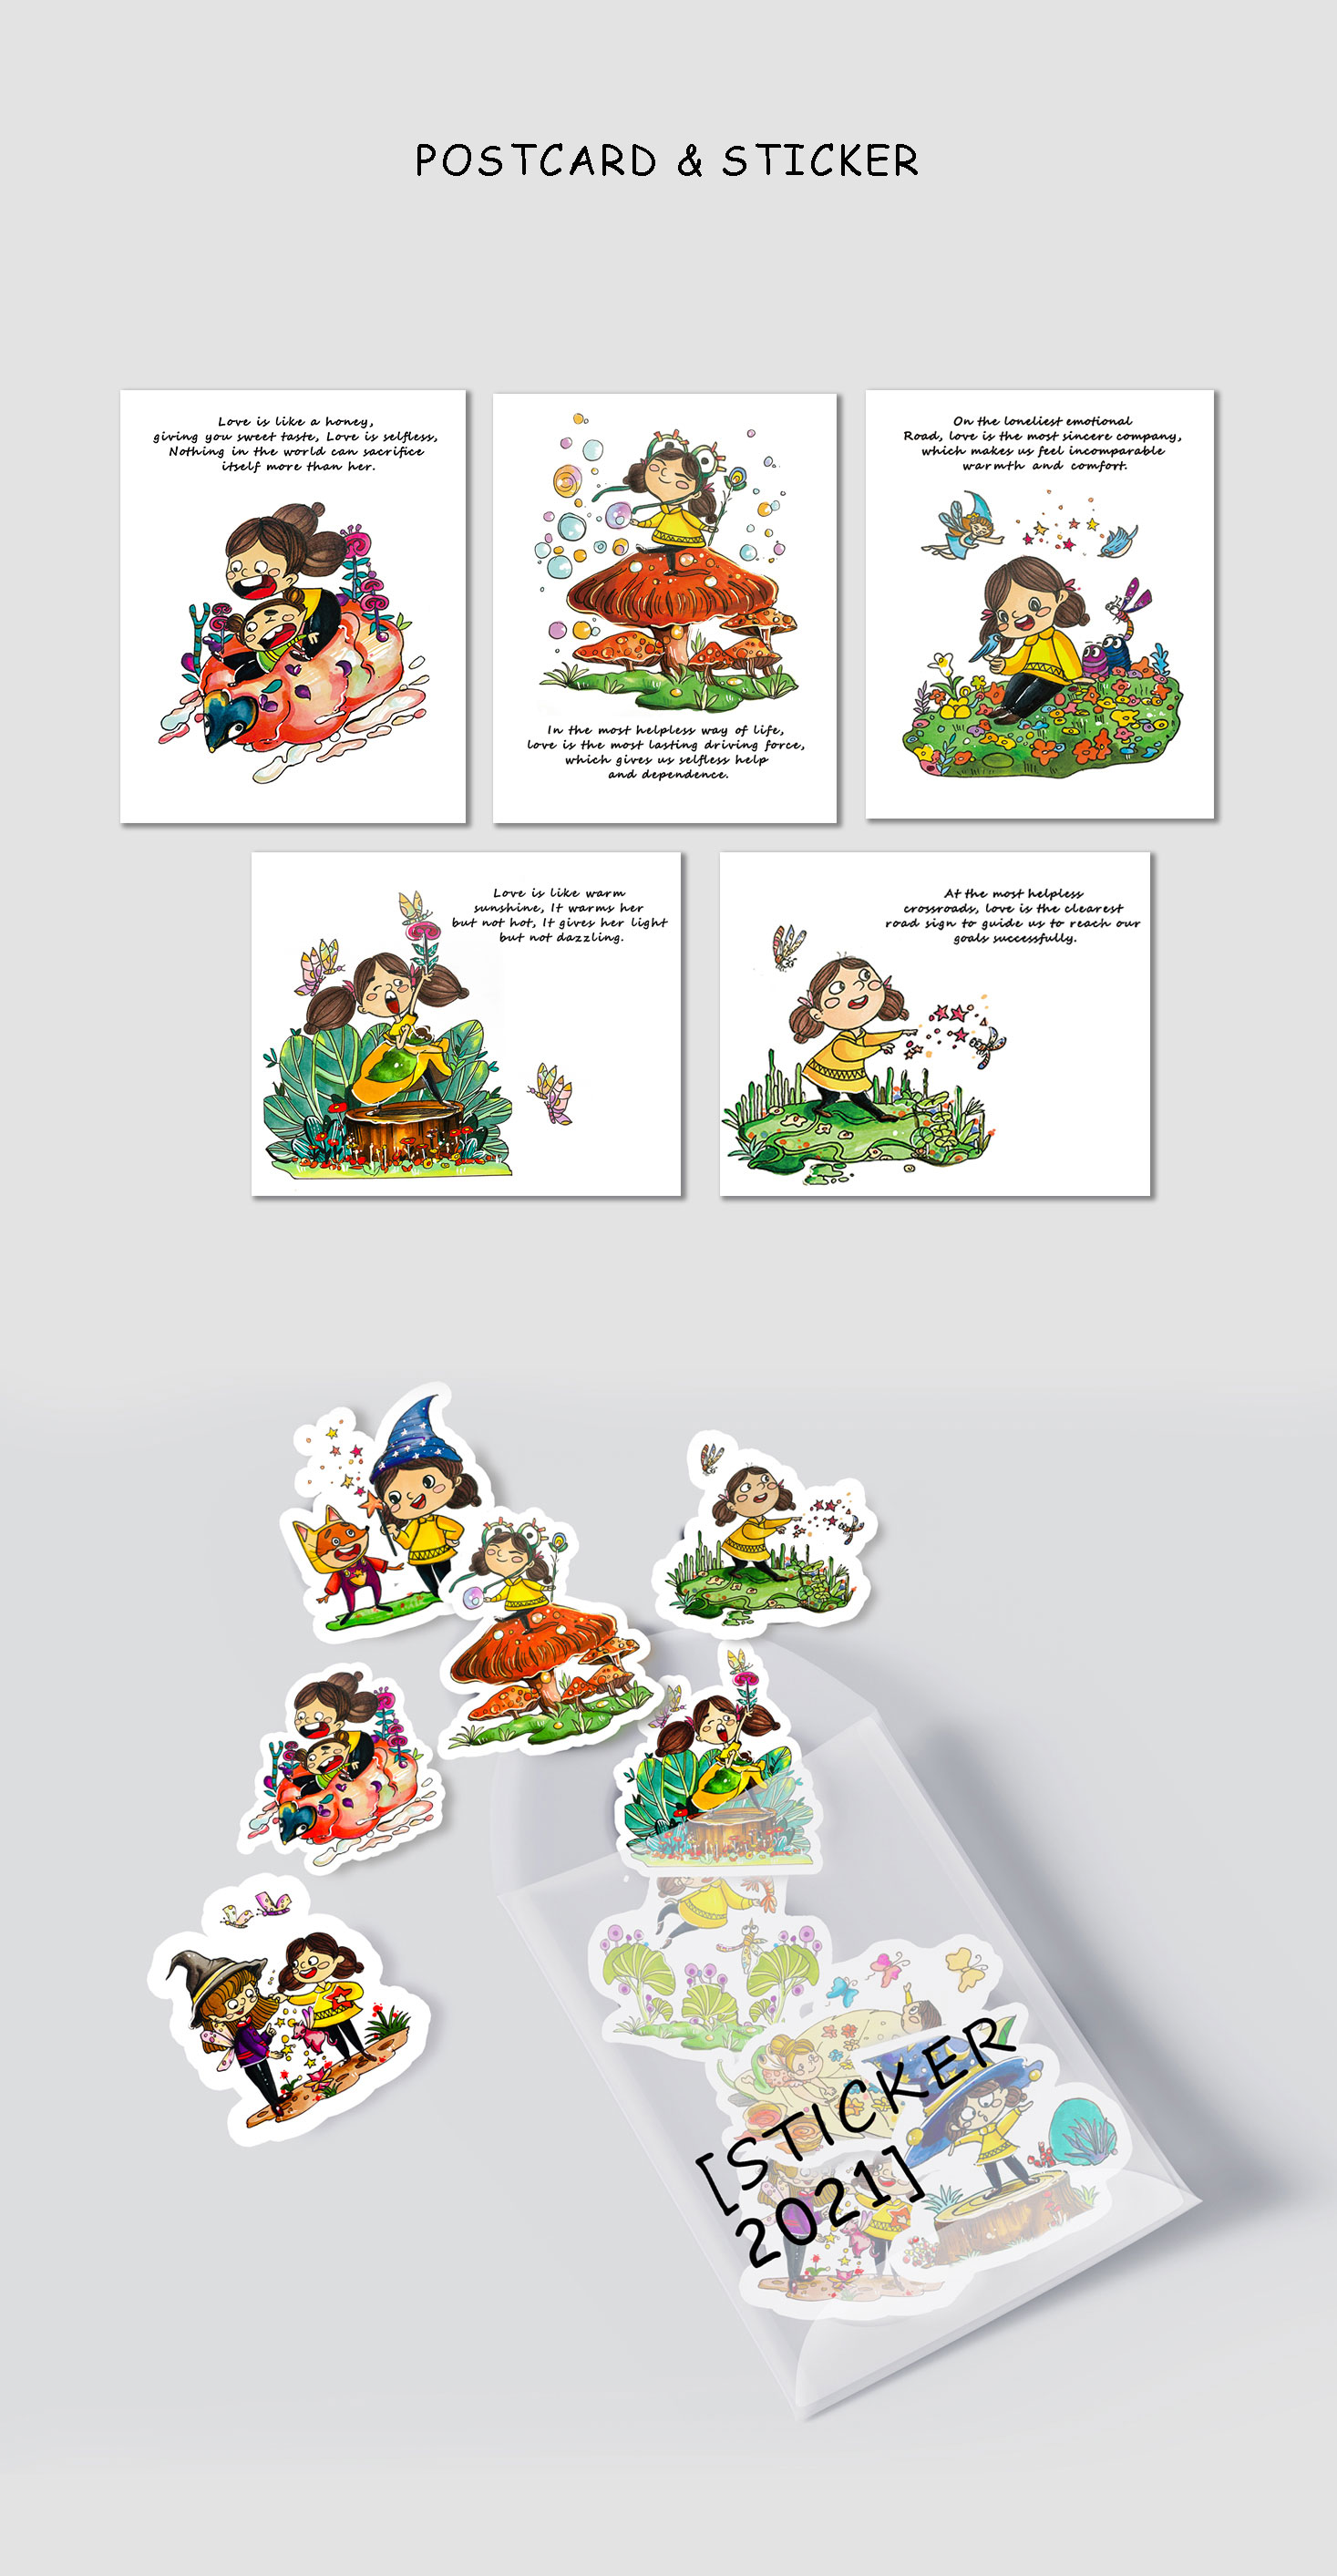 POSTCARD & STICKER
Love is like a honey,
giving you sweet taste, Love is selfless,
Nothing in the world can sacrifice
itself more than her.
In the most helpless way of life,
love is the most lasting driving force,
which gives us selfless help
and dependence.
On the loneliest emotional
Road, love is the most sincere company,
which makes us feel incomparable
warmth and comfort.
Love is like warm
sunshine, It warms her
but not hot, It gives her light
but not dazzling.
At the most helpless
crossroads, love is the clearest
road sign to guide us to reach our
goals successfully.
[STICKER
2021]